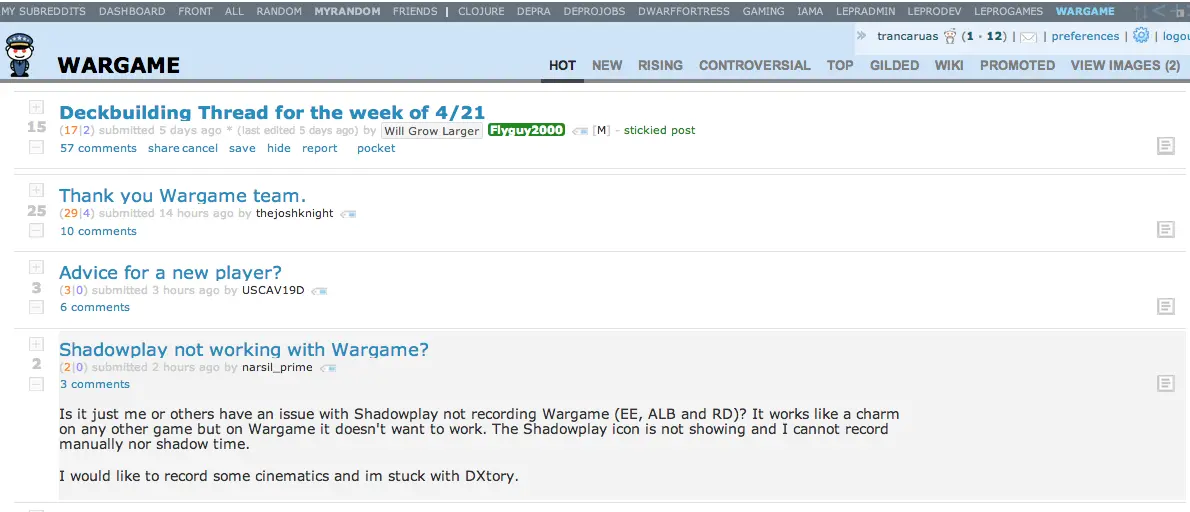 MY SUBREDDITS DASHBOARD FRONT ALL RANDOM MYRANDOM FRIENDS | CLOJURE DEPRA DEPROJOBS DWARFFORTRESS GAMING IAMA LEPRADMIN LEPRODEV LEPROGAMES WARGAME
» trancaruas (1 · 12) | | preferences | | logou
WARGAME
HOT NEW RISING CONTROVERSIAL TOP GILDED WIKI PROMOTED VIEW IMAGES (2)
Deckbuilding Thread for the week of 4/21
15
(17|2) submitted 5 days ago * (last edited 5 days ago) by Will Grow Larger Flyguy2000 [M] - stickied post
57 comments share cancel save hide report pocket
Thank you Wargame team.
25
(29|4) submitted 14 hours ago by thejoshknight
10 comments
Advice for a new player?
3
(3|0) submitted 3 hours ago by USCAV19D
6 comments
Shadowplay not working with Wargame?
2
(2|0) submitted 2 hours ago by narsil_prime
3 comments
Is it just me or others have an issue with Shadowplay not recording Wargame (EE, ALB and RD)? It works like a charm
on any other game but on Wargame it doesn't want to work. The Shadowplay icon is not showing and I cannot record
manually nor shadow time.
I would like to record some cinematics and im stuck with DXtory.